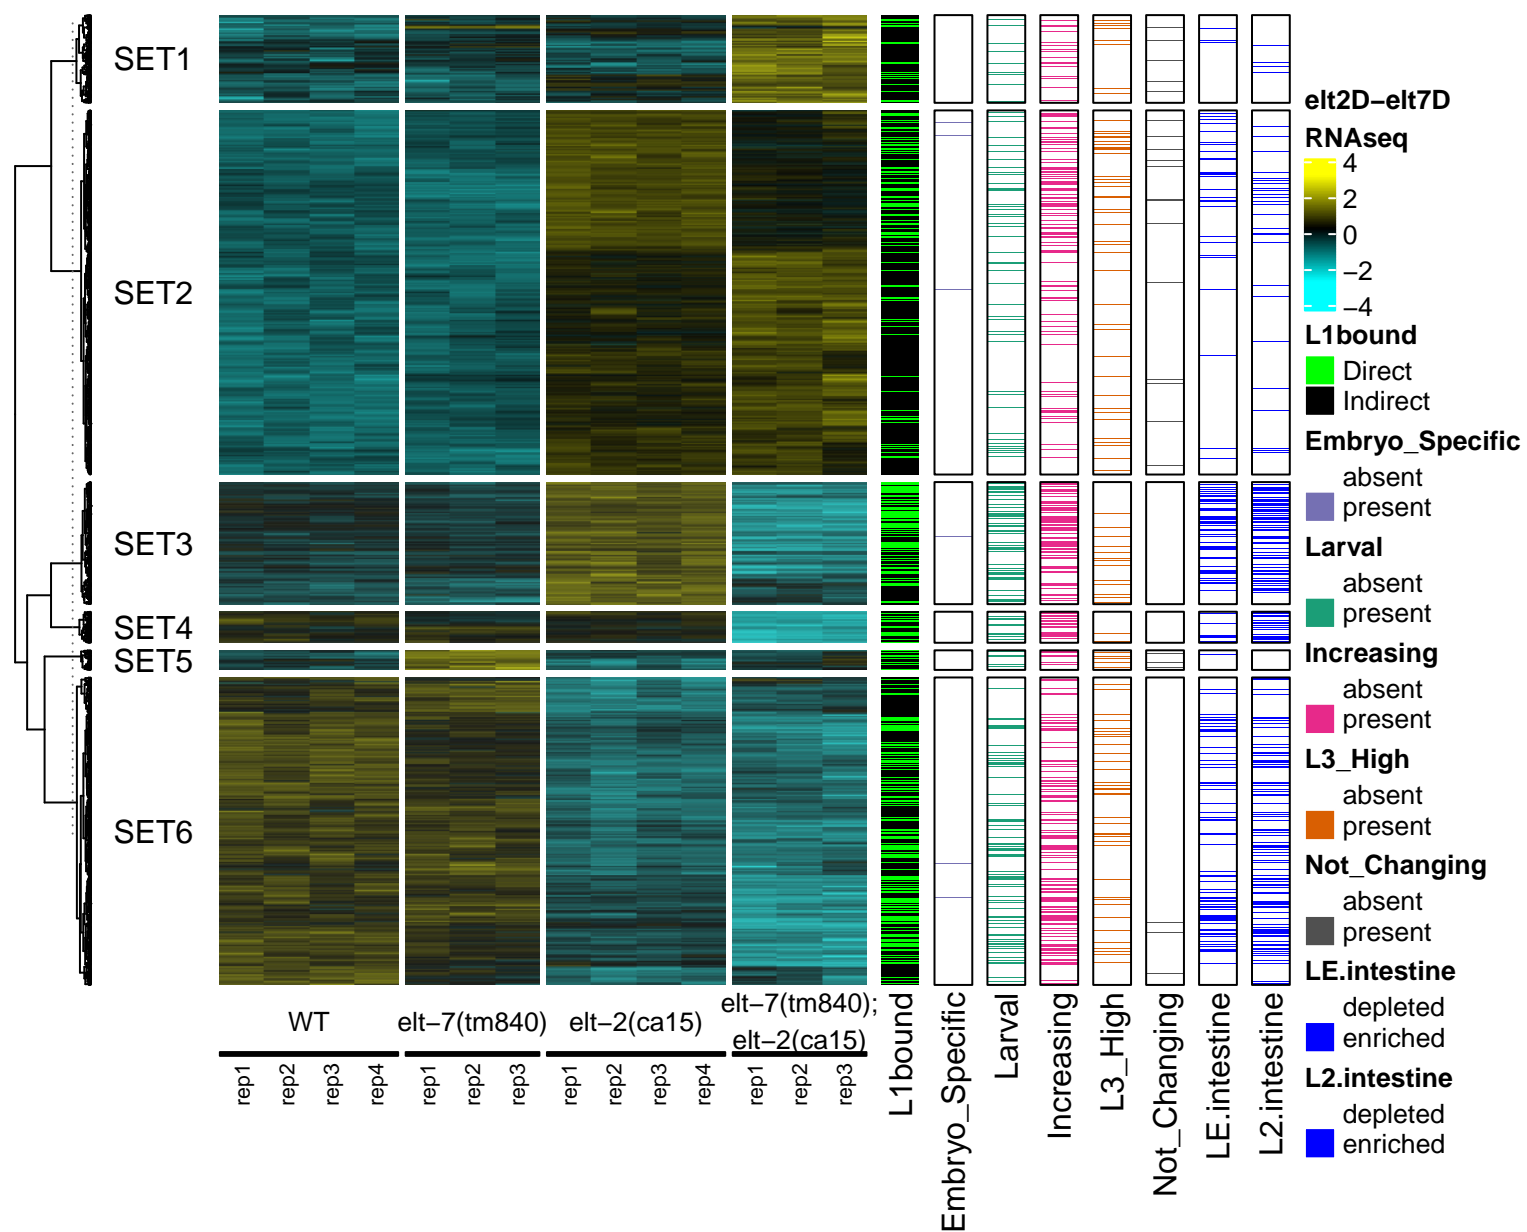 SET1
SET2
SET3
SET4
SET5
SET6
WT
elt−7(tm840)
elt−2(ca15)
elt−7(tm840);
elt−2(ca15)
rep1
rep2
rep3
rep4
rep1
rep2
rep3
rep1
rep2
rep3
rep4
rep1
rep2
rep3
L1bound
Embryo_Specific
Larval
Increasing
L3_High
Not_Changing
LE.intestine
L2.intestine
elt2D−elt7D
RNAseq
4
2
0
−2
−4
L1bound
Direct
Indirect
Embryo_Specific
absent
present
Larval
absent
present
Increasing
absent
present
L3_High
absent
present
Not_Changing
absent
present
LE.intestine
depleted
enriched
L2.intestine
depleted
enriched